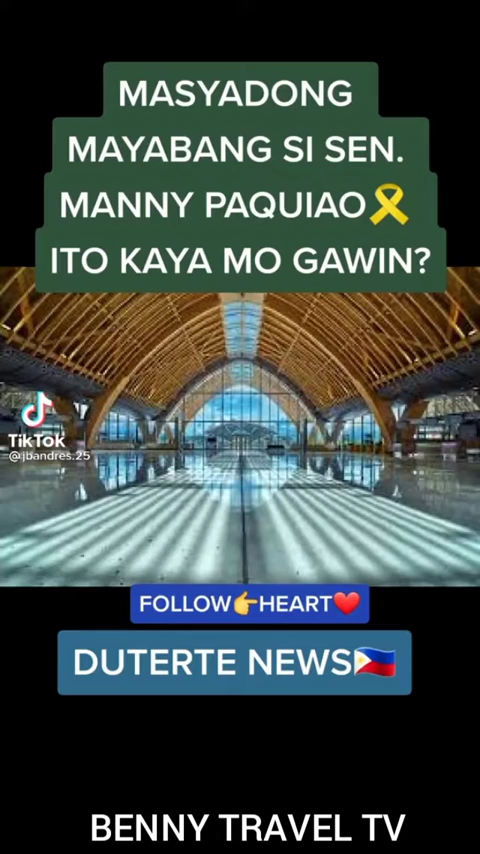 MASYADONG
MAYABANG SI SEN.
MANNY PAQUIAO🎗️
ITO KAYA MO GAWIN?
TikTok
@jbandres.25
FOLLOW👉HEART❤️
DUTERTE NEWS🇵🇭
BENNY TRAVEL TV